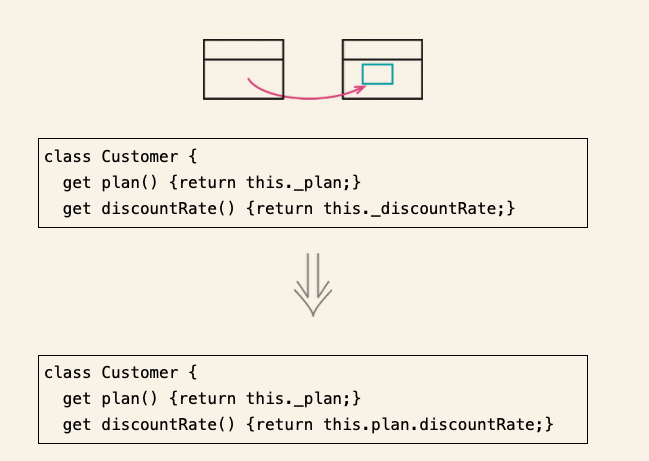 class Customer {
  get plan() {return this._plan;}
  get discountRate() {return this._discountRate;}
class Customer {
  get plan() {return this._plan;}
  get discountRate() {return this.plan.discountRate;}